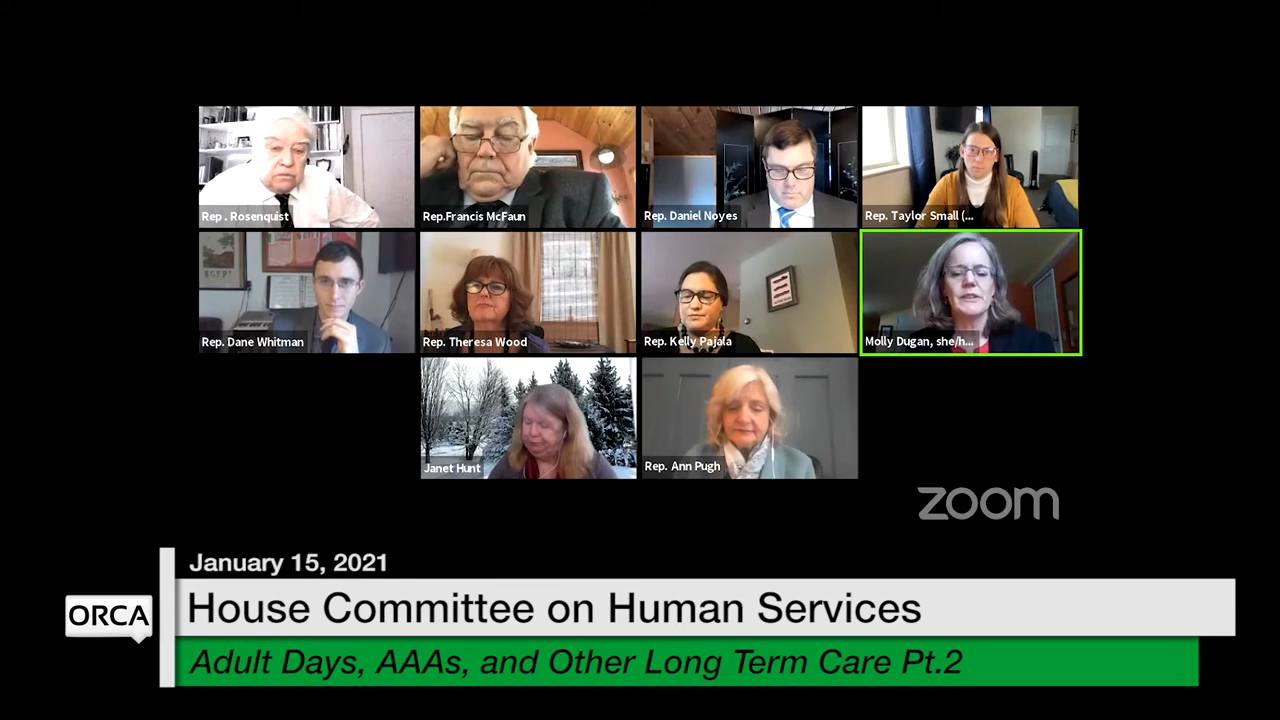 Rep . Rosenquist
Rep.Francis McFaun
Rep. Daniel Noyes
Rep. Taylor Small (...
Rep. Dane Whitman
Rep. Theresa Wood
Rep. Kelly Pajala
Molly Dugan, she/h...
Janet Hunt
Rep. Ann Pugh
zoom
January 15, 2021
ORCA
House Committee on Human Services
Adult Days, AAAs, and Other Long Term Care Pt.2